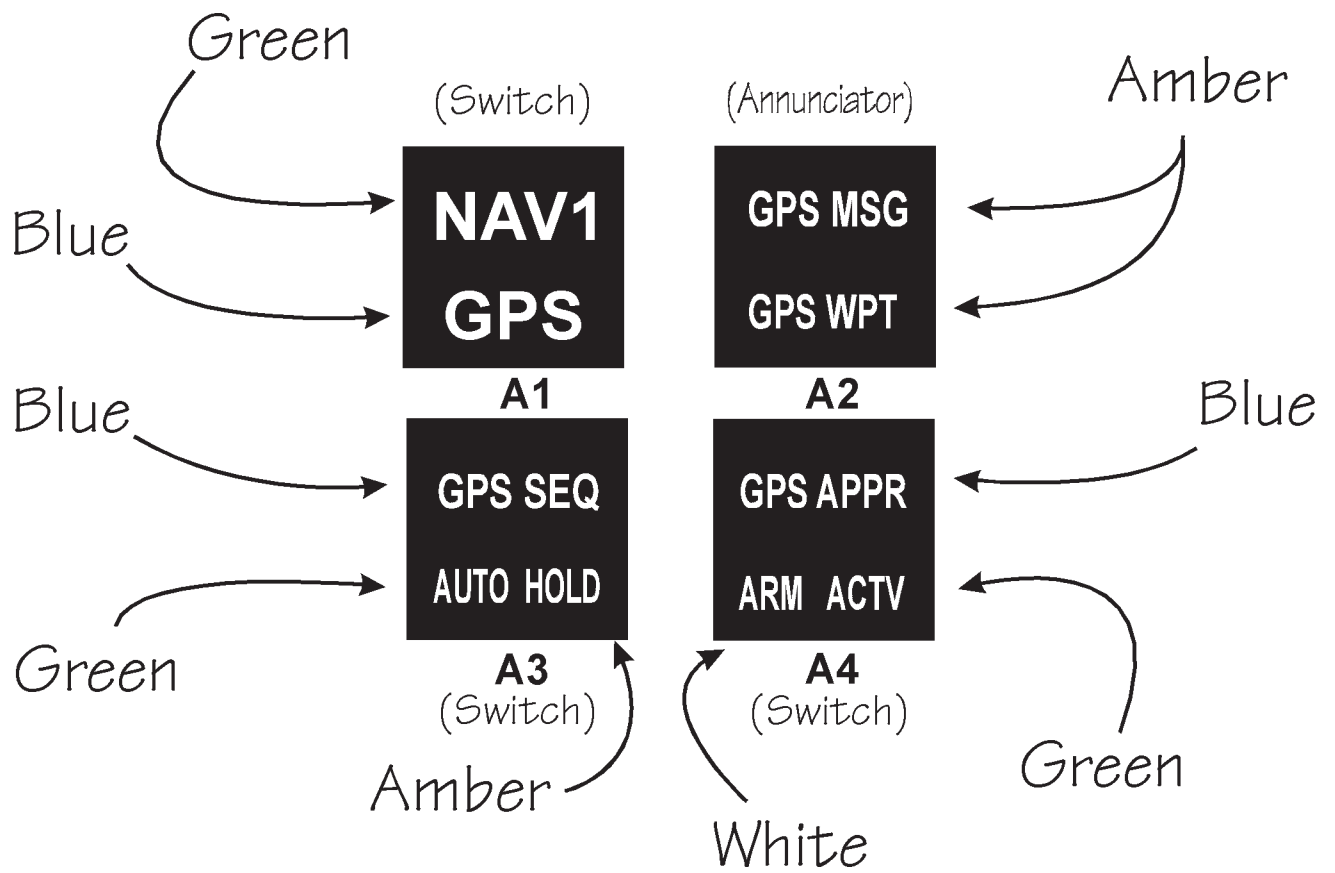 Green
(Switch)
(Annunciator)
Amber
NAV1
GPS MSG
Blue
GPS
GPS WPT
A1
A2
Blue
Blue
GPS SEQ
GPS APPR
AUTO HOLD
ARM ACTV
Green
A3
A4
(Switch)
(Switch)
Amber
Green
White